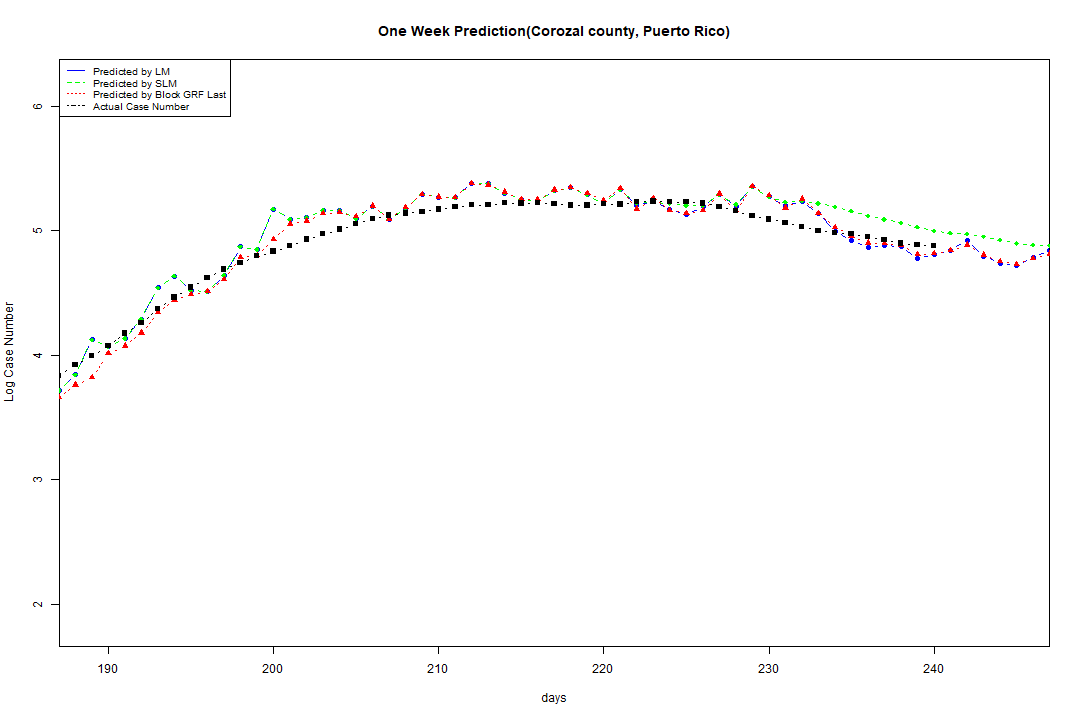 One Week Prediction(Corozal county, Puerto Rico)
Predicted by LM
Predicted by SLM
Predicted by Block GRF Last
Actual Case Number
6
5
4
3
2
Log Case Number
190 200 210 220 230 240
days